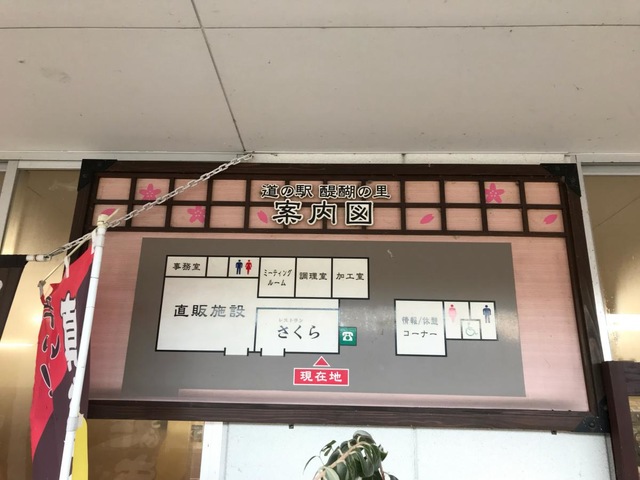 道の駅 醍醐の里
案内図
事務室
ミーティング
ルーム
調理室
加工室
直販施設
レストラン
さくら
情報/休憩
コーナー
現在地